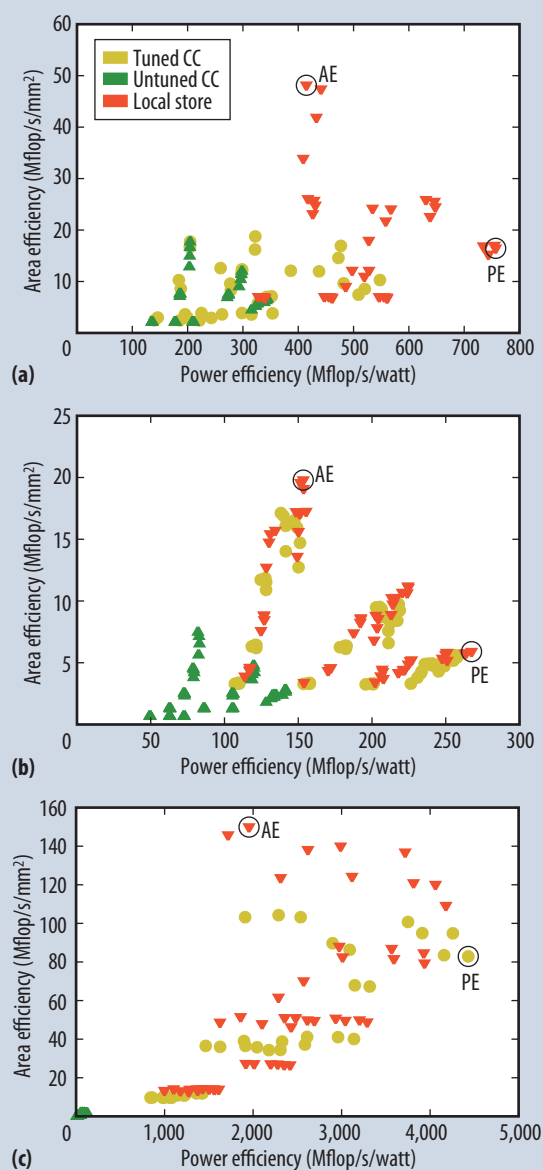 60
50
40
30
20
10
0
Area efficiency (Mflop/s/mm²)
Tuned CC
Untuned CC
Local store
AE
PE
100 200 300 400 500 600 700 800
Power efficiency (Mflop/s/watt)
(a)
25
20
15
10
5
0
Area efficiency (Mflop/s/mm²)
AE
PE
50 100 150 200 250 300
Power efficiency (Mflop/s/watt)
(b)
160
140
120
100
80
60
40
20
0
Area efficiency (Mflop/s/mm²)
AE
PE
1,000 2,000 3,000 4,000 5,000
Power efficiency (Mflop/s/watt)
(c)